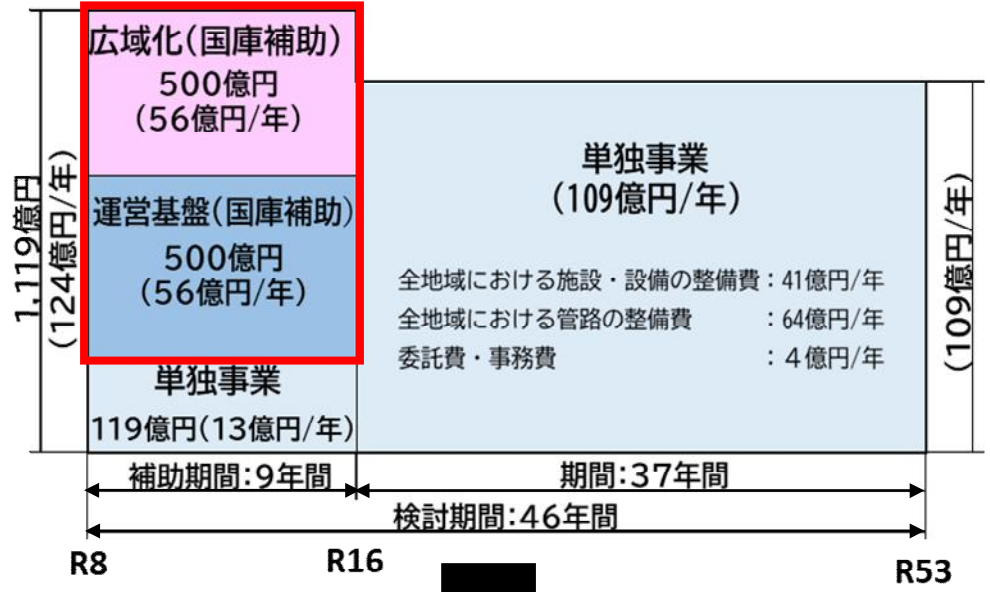 広域化(国庫補助)
500億円
(56億円/年)
運営基盤(国庫補助)
500億円
(56億円/年)
単独事業
119億円(13億円/年)
1,119億円
(124億円/年)
単独事業
(109億円/年)
全地域における施設・設備の整備費：41億円/年
全地域における管路の整備費　　　：64億円/年
委託費・事務費　　　　　　　　　：４億円/年
(109億円/年)
補助期間:9年間
期間:37年間
検討期間:46年間
R8
R16
R53